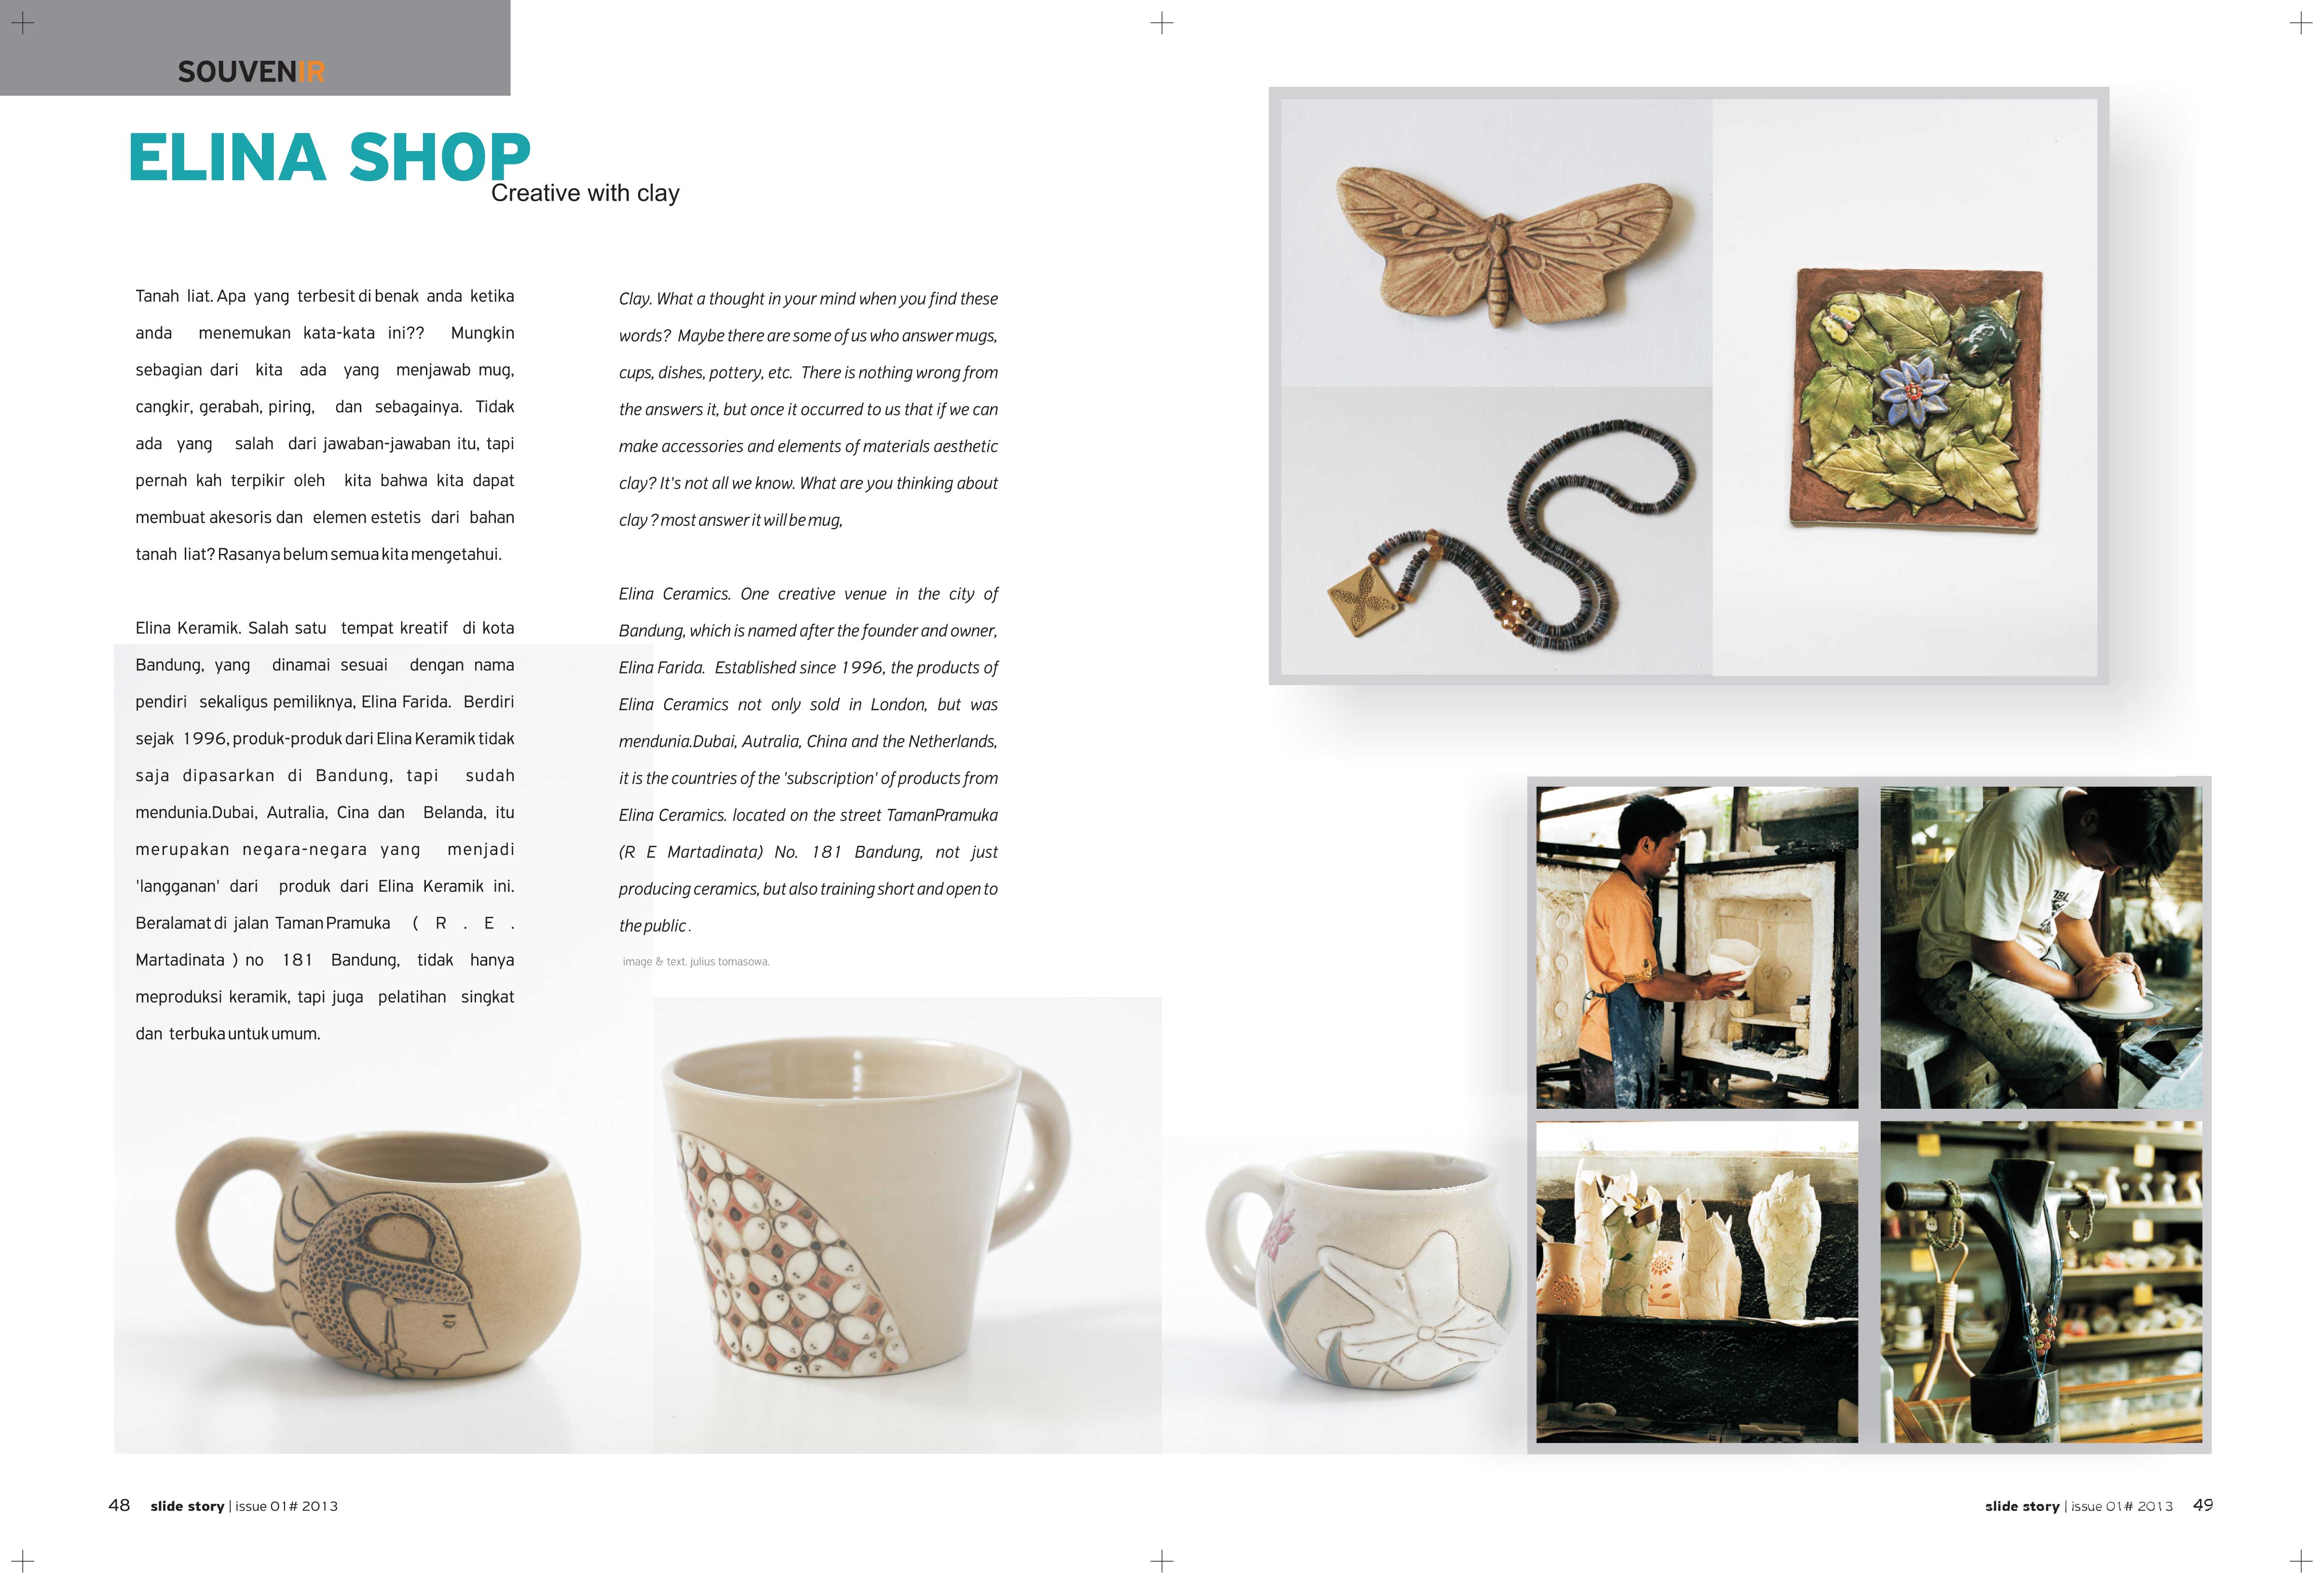 SOUVENIR
ELINA SHOP
Creative with clay
Tanah liat. Apa yang terbesit di benak anda ketika
anda menemukan kata-kata ini?? Mungkin
sebagian dari kita ada yang menjawab mug,
cangkir, gerabah, piring, dan sebagainya. Tidak
ada yang salah dari jawaban-jawaban itu, tapi
pernah kah terpikir oleh kita bahwa kita dapat
membuat akesoris dan elemen estetis dari bahan
tanah liat? Rasanya belum semua kita mengetahui.
Elina Keramik. Salah satu tempat kreatif di kota
Bandung, yang dinamai sesuai dengan nama
pendiri sekaligus pemiliknya, Elina Farida. Berdiri
sejak 1996, produk-produk dari Elina Keramik tidak
saja dipasarkan di Bandung, tapi sudah
mendunia.Dubai, Autralia, Cina dan Belanda, itu
merupakan negara-negara yang menjadi
'langganan' dari produk dari Elina Keramik ini.
Beralamat di jalan Taman Pramuka ( R . E .
Martadinata ) no 181 Bandung, tidak hanya
meproduksi keramik, tapi juga pelatihan singkat
dan terbuka untuk umum.
Clay. What a thought in your mind when you find these
words? Maybe there are some of us who answer mugs,
cups, dishes, pottery, etc. There is nothing wrong from
the answers it, but once it occurred to us that if we can
make accessories and elements of materials aesthetic
clay? It's not all we know. What are you thinking about
clay ? most answer it will be mug,
Elina Ceramics. One creative venue in the city of
Bandung, which is named after the founder and owner,
Elina Farida. Established since 1996, the products of
Elina Ceramics not only sold in London, but was
mendunia.Dubai, Autralia, China and the Netherlands,
it is the countries of the 'subscription' of products from
Elina Ceramics. located on the street TamanPramuka
(R E Martadinata) No. 181 Bandung, not just
producing ceramics, but also training short and open to
the public .
image & text. julius tomasowa.
48 slide story | issue 01# 2013
slide story | issue 01# 2013 49